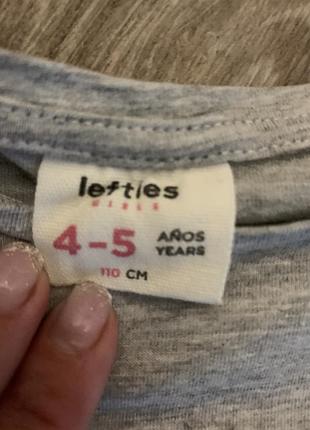 lefties
GIRLS
4-5 AÑOS
YEARS
110 CM